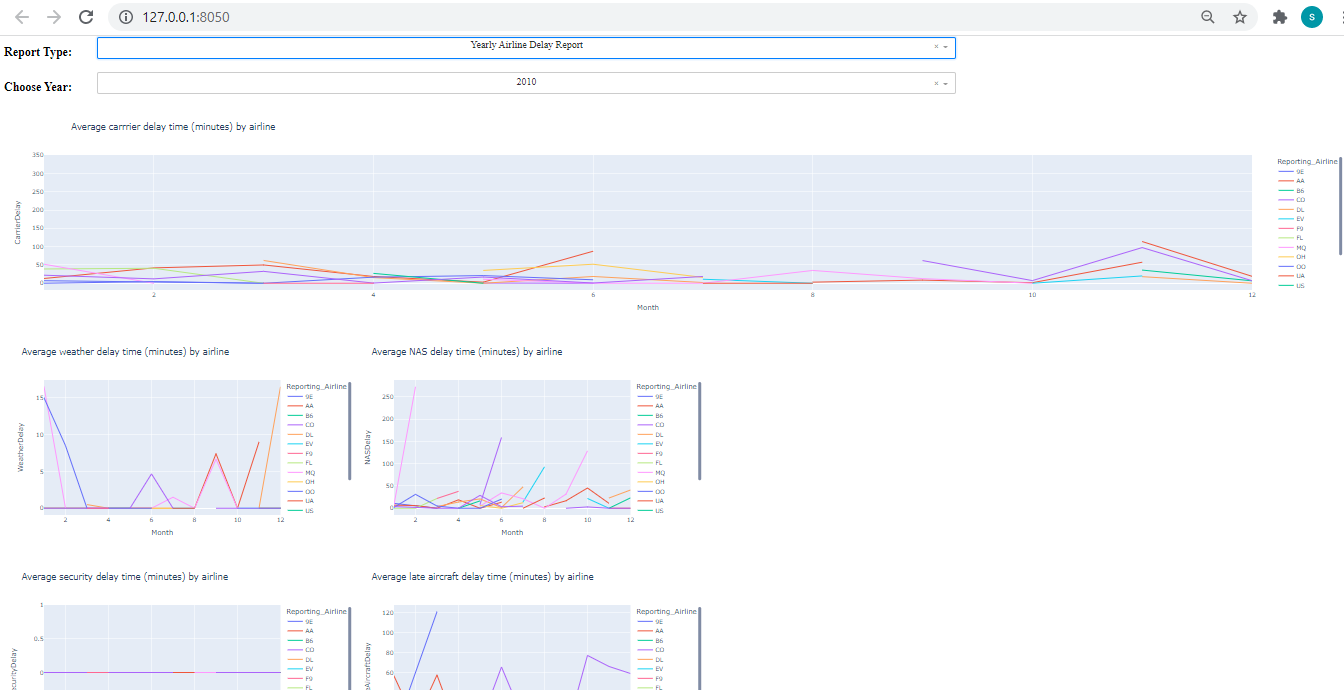 127.0.0.1:8050
S
Report Type:
Yearly Airline Delay Report
× 
Choose Year:
2010
×
Average carrrier delay time (minutes) by airline
CarrierDelay
350
300
250
200
150
100
50
0
2 4 6 8 10 12
Month
Reporting_Airline
9E
AA
B6
CO
DL
EV
F9
FL
MQ
OH
OO
UA
US
Average weather delay time (minutes) by airline
WeatherDelay
15
10
5
0
2 4 6 8 10 12
Month
Reporting_Airline
9E
AA
B6
CO
DL
EV
F9
FL
MQ
OH
OO
UA
US
Average NAS delay time (minutes) by airline
NASDelay
250
200
150
100
50
0
2 4 6 8 10 12
Month
Reporting_Airline
9E
AA
B6
CO
DL
EV
F9
FL
MQ
OH
OO
UA
US
Average security delay time (minutes) by airline
ecurityDelay
1
0.5
0
Reporting_Airline
9E
AA
B6
CO
DL
EV
F9
FL
Average late aircraft delay time (minutes) by airline
eAircraftDelay
120
100
80
60
Reporting_Airline
9E
AA
B6
CO
DL
EV
F9
FL